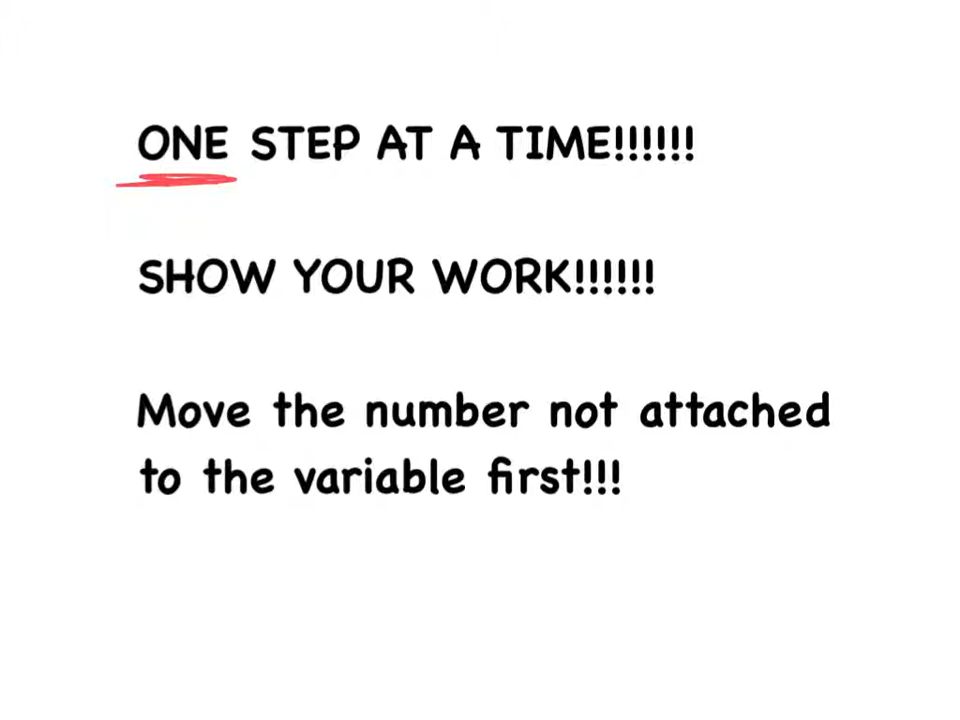 ONE STEP AT A TIME!!!!!!
SHOW YOUR WORK!!!!!!
Move the number not attached
to the variable first!!!